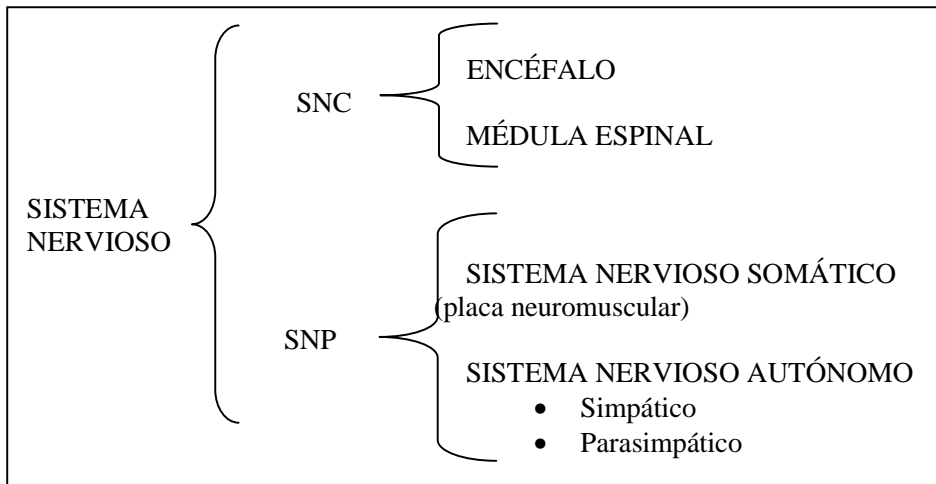 SISTEMA
NERVIOSO
SNC
ENCÉFALO
MÉDULA ESPINAL
SNP
SISTEMA NERVIOSO SOMÁTICO
(placa neuromuscular)
SISTEMA NERVIOSO AUTÓNOMO
• Simpático
• Parasimpático